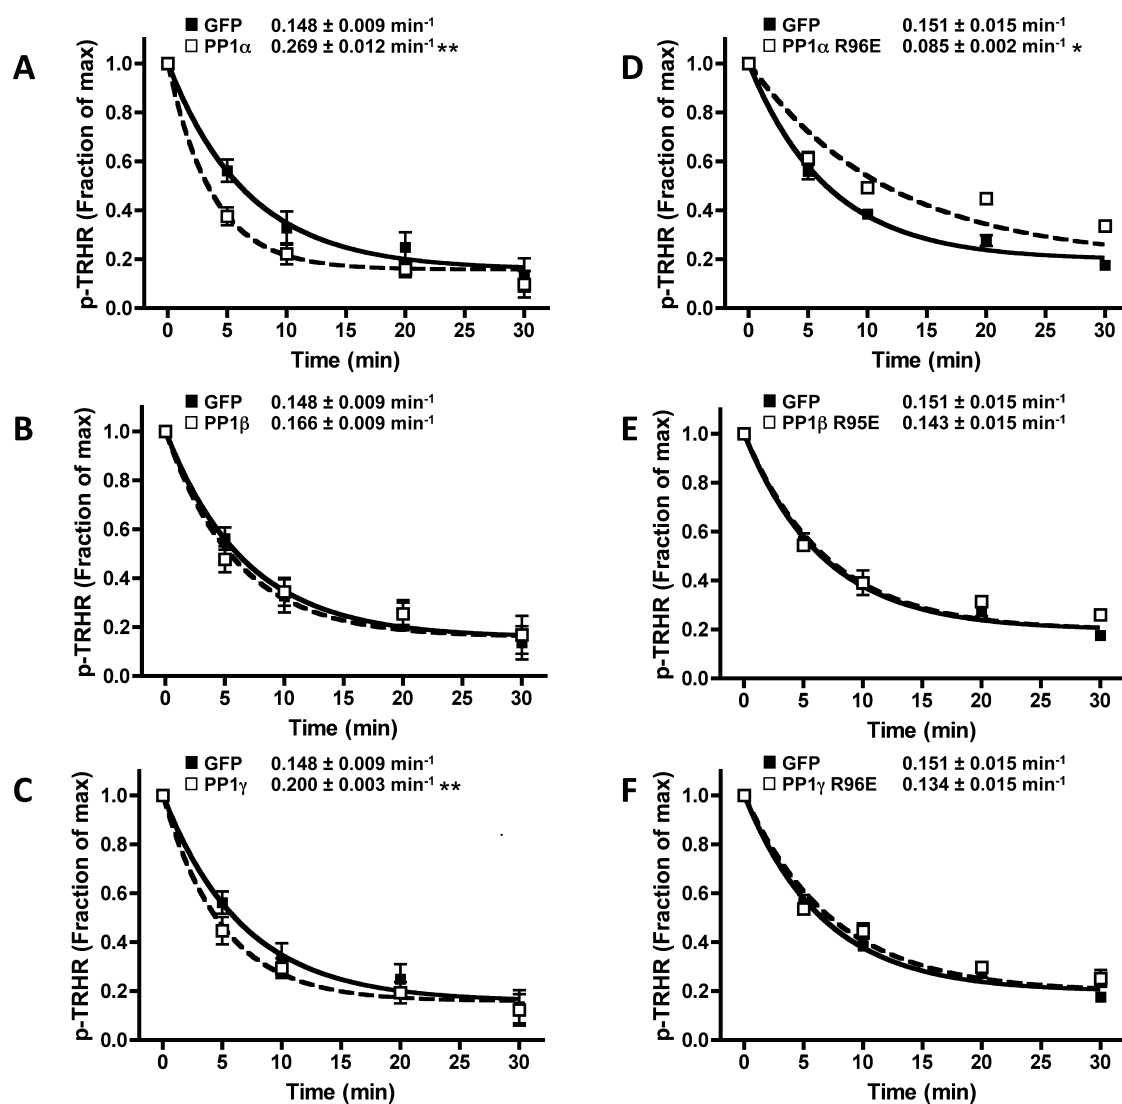 A
GFP 0.148 ± 0.009 min-1
PP1α 0.269 ± 0.012 min-1 **
p-TRHR (Fraction of max)
1.0
0.8
0.6
0.4
0.2
0.0
0 5 10 15 20 25 30
Time (min)
D
GFP 0.151 ± 0.015 min-1
PP1α R96E 0.085 ± 0.002 min-1 *
p-TRHR (Fraction of max)
1.0
0.8
0.6
0.4
0.2
0.0
0 5 10 15 20 25 30
Time (min)
B
GFP 0.148 ± 0.009 min-1
PP1β 0.166 ± 0.009 min-1
p-TRHR (Fraction of max)
1.0
0.8
0.6
0.4
0.2
0.0
0 5 10 15 20 25 30
Time (min)
E
GFP 0.151 ± 0.015 min-1
PP1β R95E 0.143 ± 0.015 min-1
p-TRHR (Fraction of max)
1.0
0.8
0.6
0.4
0.2
0.0
0 5 10 15 20 25 30
Time (min)
C
GFP 0.148 ± 0.009 min-1
PP1γ 0.200 ± 0.003 min-1 **
p-TRHR (Fraction of max)
1.0
0.8
0.6
0.4
0.2
0.0
0 5 10 15 20 25 30
Time (min)
F
GFP 0.151 ± 0.015 min-1
PP1γ R96E 0.134 ± 0.015 min-1
p-TRHR (Fraction of max)
1.0
0.8
0.6
0.4
0.2
0.0
0 5 10 15 20 25 30
Time (min)